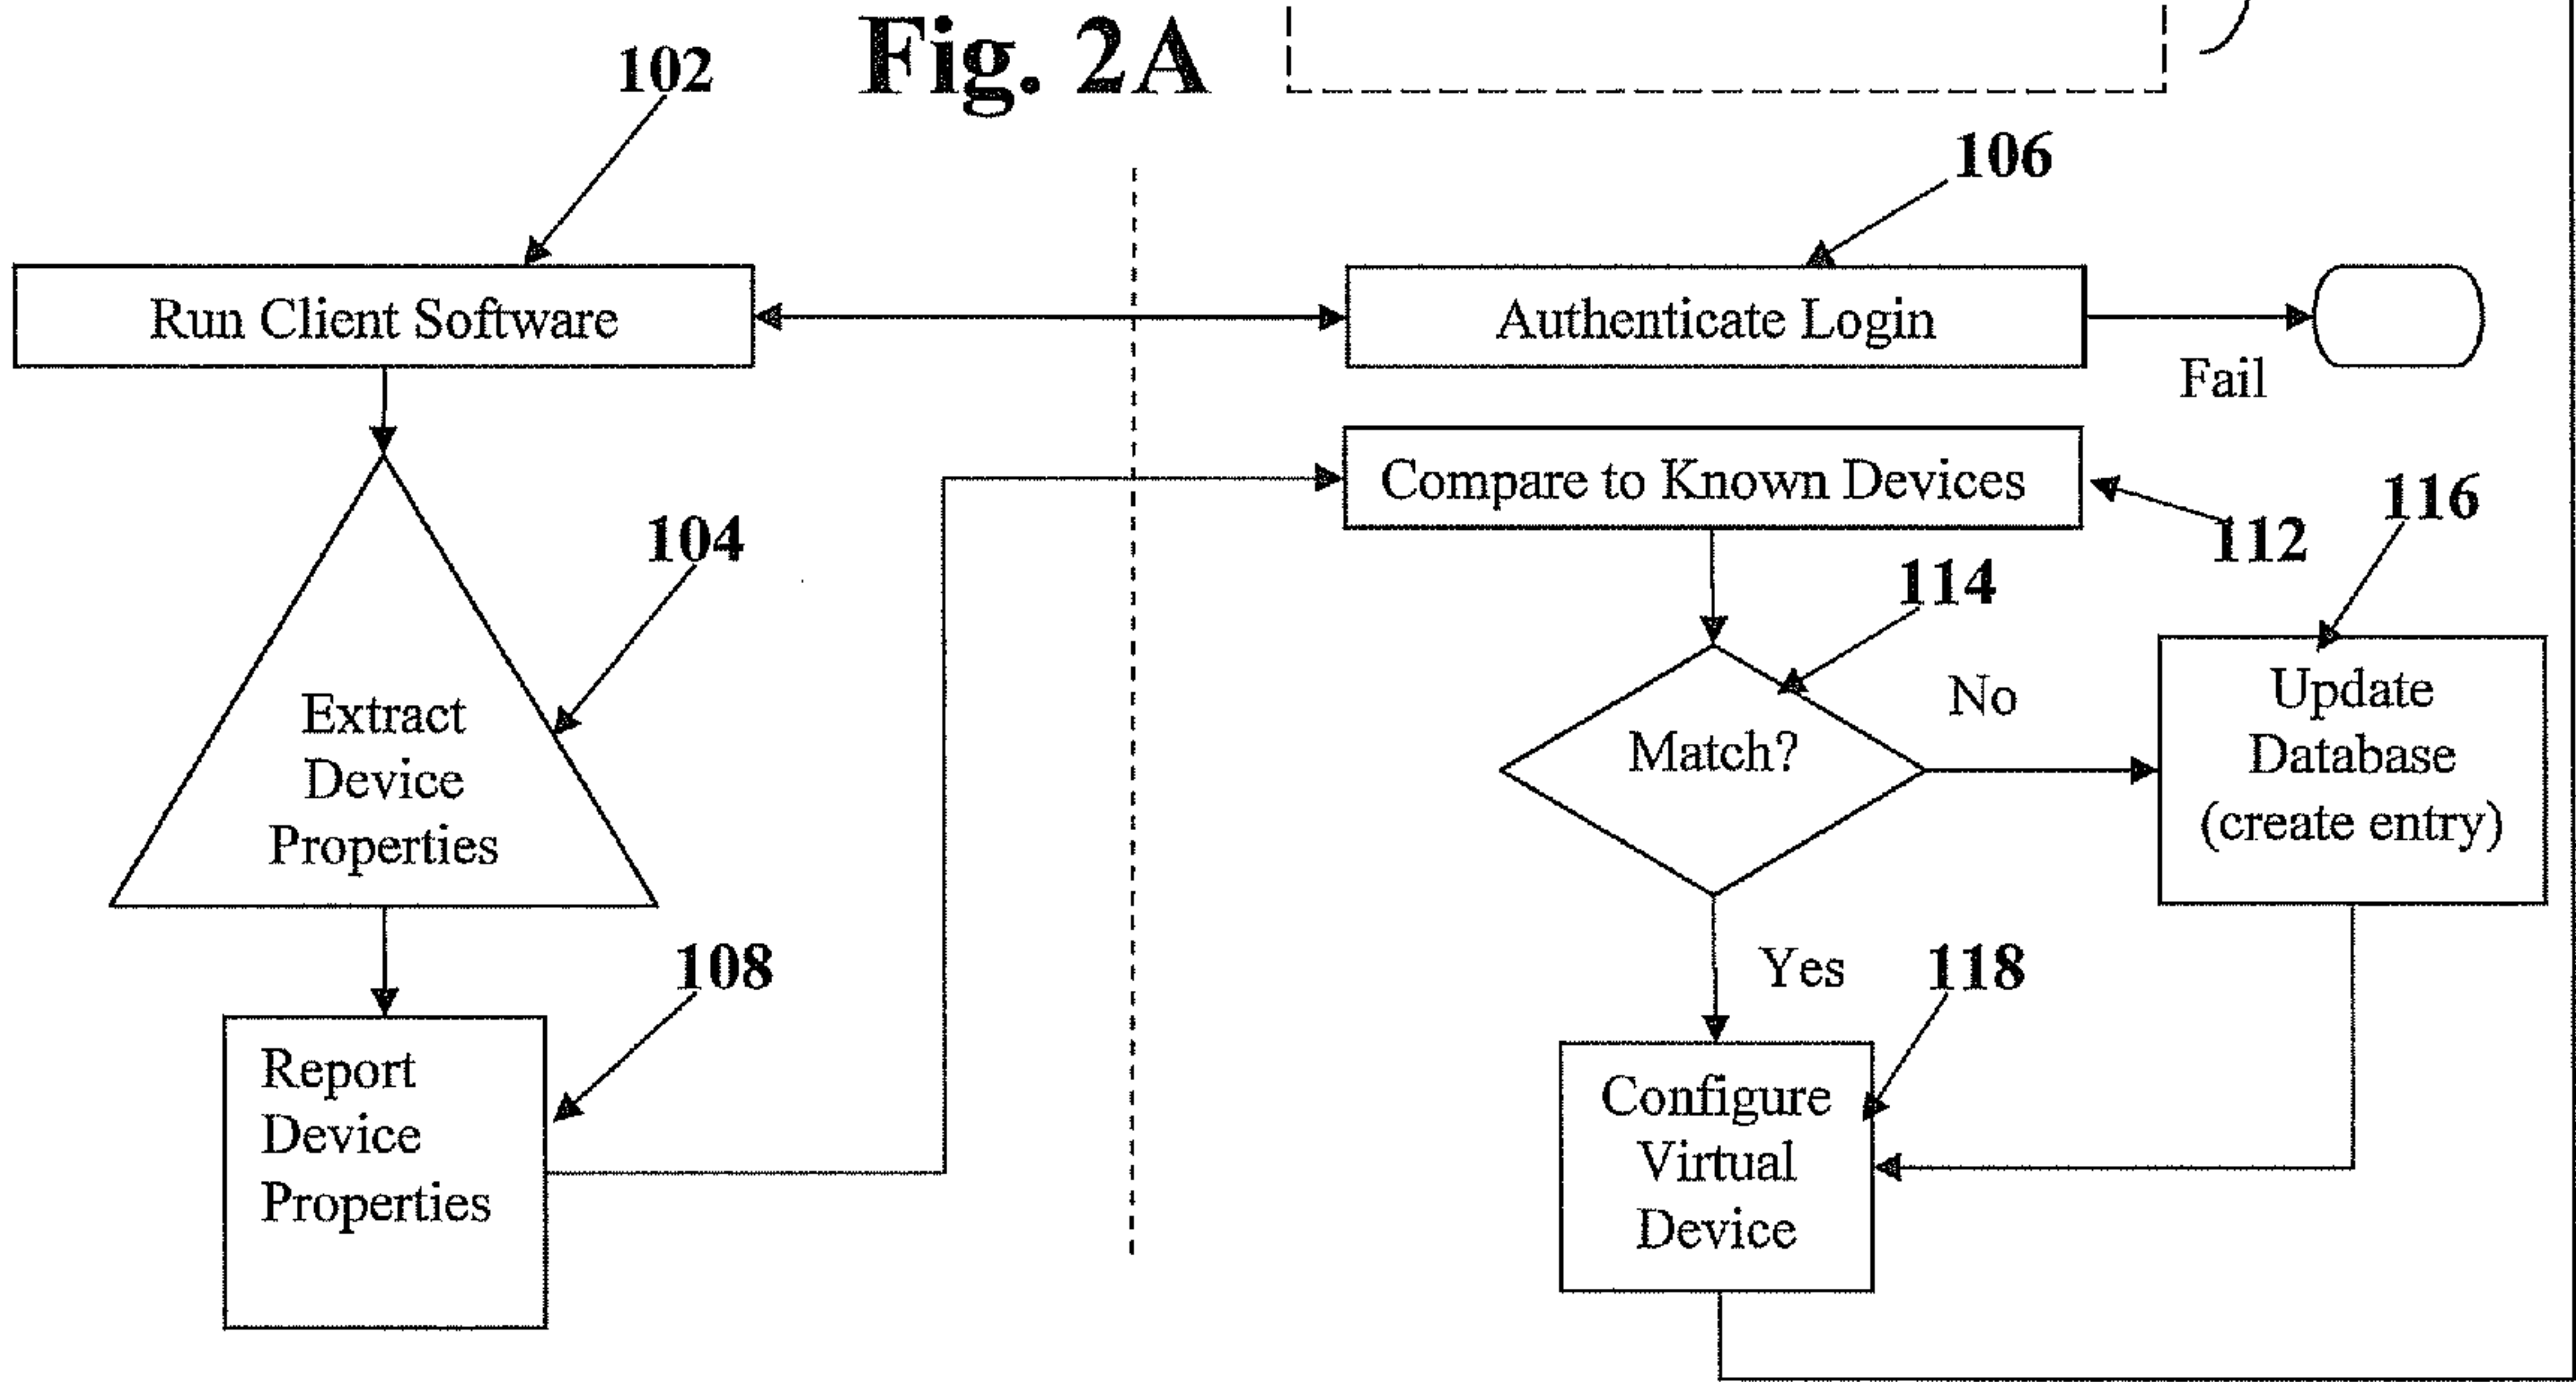 Fig. 2A
102
106
Run Client Software
Authenticate Login
Fail
Compare to Known Devices
112
116
104
114
Extract
Device
Properties
Match?
No
Update
Database
(create entry)
Yes
108
118
Report
Device
Properties
Configure
Virtual
Device